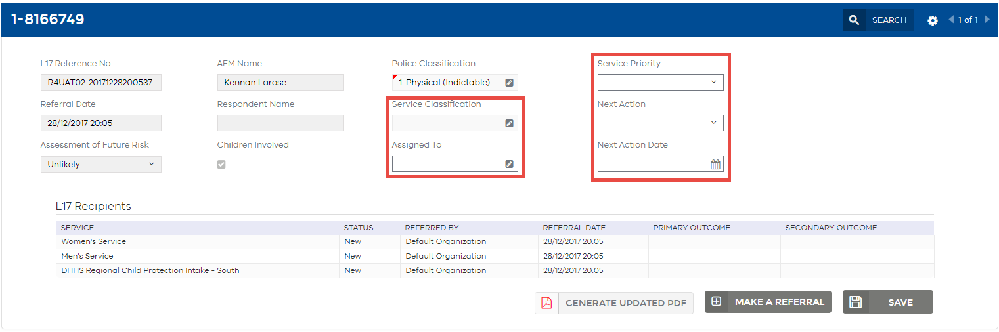 1-8166749
SEARCH
1 of 1
L17 Reference No.
AFM Name
Police Classification
Service Priority
R4UAT02-20171228200537
Kennan Larose
1. Physical (Indictable)
Referral Date
Respondent Name
Service Classification
Next Action
28/12/2017 20:05
Assessment of Future Risk
Children Involved
Assigned To
Next Action Date
Unlikely
L17 Recipients
SERVICE STATUS REFERRED BY REFERRAL DATE PRIMARY OUTCOME SECONDARY OUTCOME
Women's Service New Default Organization 28/12/2017 20:05
Men's Service New Default Organization 28/12/2017 20:05
DHHS Regional Child Protection Intake - South New Default Organization 28/12/2017 20:05
GENERATE UPDATED PDF
MAKE A REFERRAL
SAVE